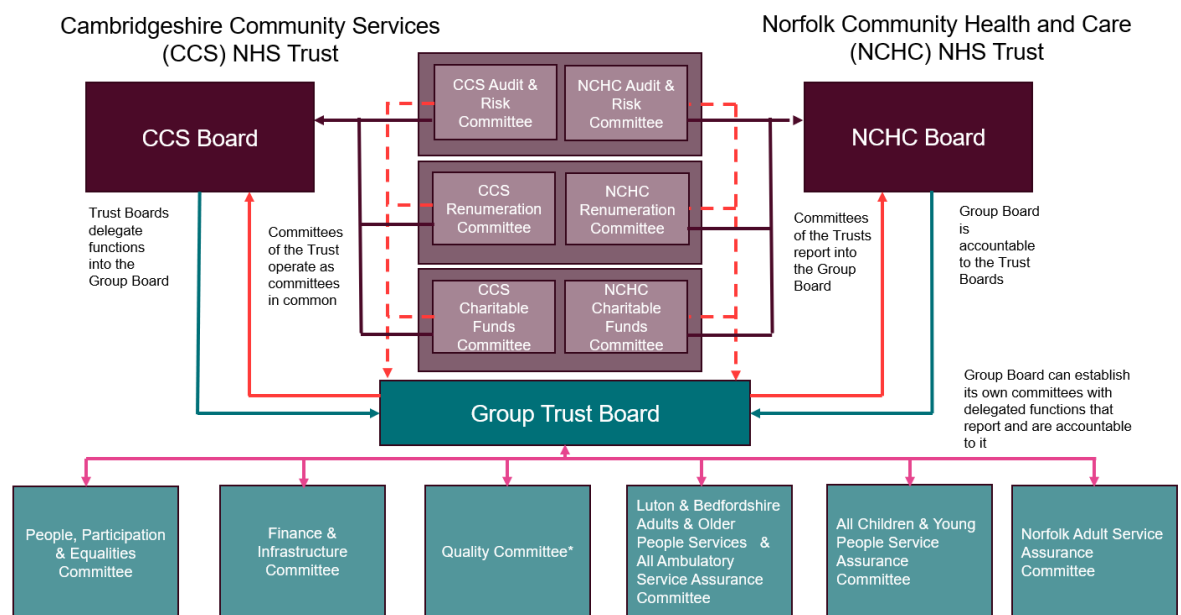 Cambridgeshire Community Services
(CCS) NHS Trust
Norfolk Community Health and Care
(NCHC) NHS Trust
CCS Audit &
Risk
Committee
NCHC Audit &
Risk
Committee
CCS Board
NCHC Board
CCS
Renumeration
Committee
NCHC
Renumeration
Committee
Trust Boards
delegate
functions
into the
Group Board
Committees
of the Trust
operate as
committees
in common
Committees
of the Trusts
report into
the Group
Board
Group Board
is
accountable
to the Trust
Boards
CCS
Charitable
Funds
Committee
NCHC
Charitable
Funds
Committee
Group Trust Board
Group Board can establish
its own committees with
delegated functions that
report and are accountable
to it
People, Participation
& Equalities
Committee
Finance &
Infrastructure
Committee
Quality Committee*
Luton & Bedfordshire
Adults & Older
People Services &
All Ambulatory
Service Assurance
Committee
All Children & Young
People Service
Assurance
Committee
Norfolk Adult Service
Assurance
Committee